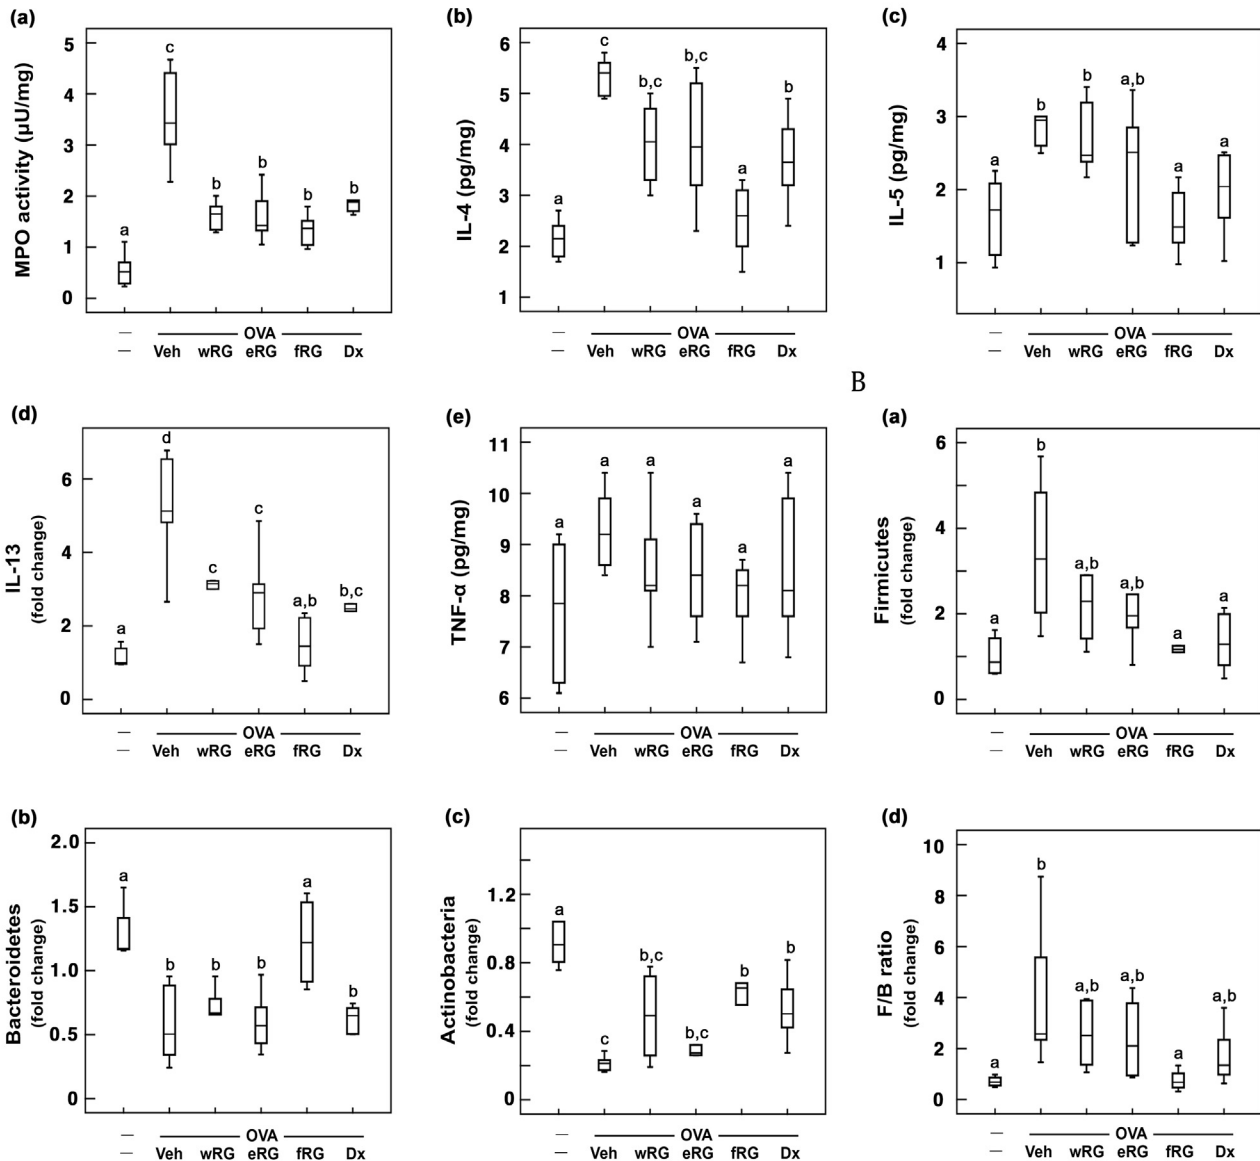 (a)
MPO activity (µU/mg)
5
4
3
2
1
0
a
c
b
b
b
b
— OVA
— Veh wRG eRG fRG Dx
(b)
IL-4 (pg/mg)
6
5
4
3
2
1
a
c
b,c
b,c
a
b
— OVA
— Veh wRG eRG fRG Dx
(c)
IL-5 (pg/mg)
4
3
2
1
a
b
b
a,b
a
a
— OVA
— Veh wRG eRG fRG Dx
(d)
IL-13
(fold change)
6
4
2
0
a
d
c
c
a,b
b,c
— OVA
— Veh wRG eRG fRG Dx
(e)
TNF-α (pg/mg)
11
10
9
8
7
6
a
a
a
a
a
a
— OVA
— Veh wRG eRG fRG Dx
B
(a)
Firmicutes
(fold change)
6
4
2
0
a
b
a,b
a,b
a
a
— OVA
— Veh wRG eRG fRG Dx
(b)
Bacteroidetes
(fold change)
2.0
1.5
1.0
0.5
0
a
b
b
b
a
b
— OVA
— Veh wRG eRG fRG Dx
(c)
Actinobacteria
(fold change)
1.2
0.8
0.4
0
a
c
b,c
b,c
b
b
— OVA
— Veh wRG eRG fRG Dx
(d)
F/B ratio
(fold change)
10
8
6
4
2
0
a
b
a,b
a,b
a
a,b
— OVA
— Veh wRG eRG fRG Dx